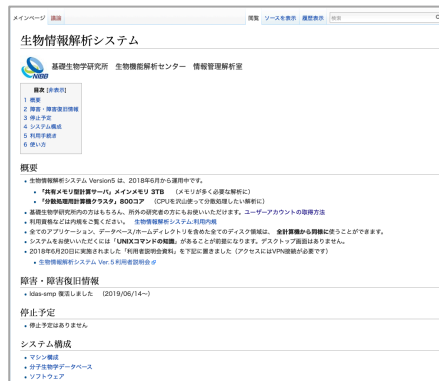 メインページ 議論 閲覧 ソースを表示 履歴表示 検索
生物情報解析システム
NIBB 基礎生物学研究所 生物機能解析センター 情報管理解析室
目次 [非表示]
1 概要
2 障害・障害復旧情報
3 停止予定
4 システム構成
5 利用手続き
6 使い方
概要
生物情報解析システム Version5 は、2018年6月から運用中です。
「共有メモリ型計算サーバ」メインメモリ 3TB (メモリが多く必要な解析に)
「分散処理用計算機クラスタ」800コア (CPUを沢山使って分散処理したい解析に)
基礎生物学研究所内の方はもちろん、所外の研究者の方にもお使いいただけます。ユーザーアカウントの取得方法
利用資格などは内規をご覧ください。 生物情報解析システム:利用内規
全てのアプリケーション、データベース/ホームディレクトリを含めた全てのディスク領域は、全計算機から同様に使うことができます。
システムをお使いいただくには「UNIXコマンドの知識」があることが前提になります。デスクトップ画面はありません。
2018年6月20日に実施されました「利用者説明会資料」を下記に置きました(アクセスにはVPN接続が必要です)
生物情報解析システム Ver.5 利用者説明会
障害・障害復旧情報
ldas-smp 復活しました (2019/06/14〜)
停止予定
停止予定はありません
システム構成
マシン構成
分子生物学データベース
ソフトウェア